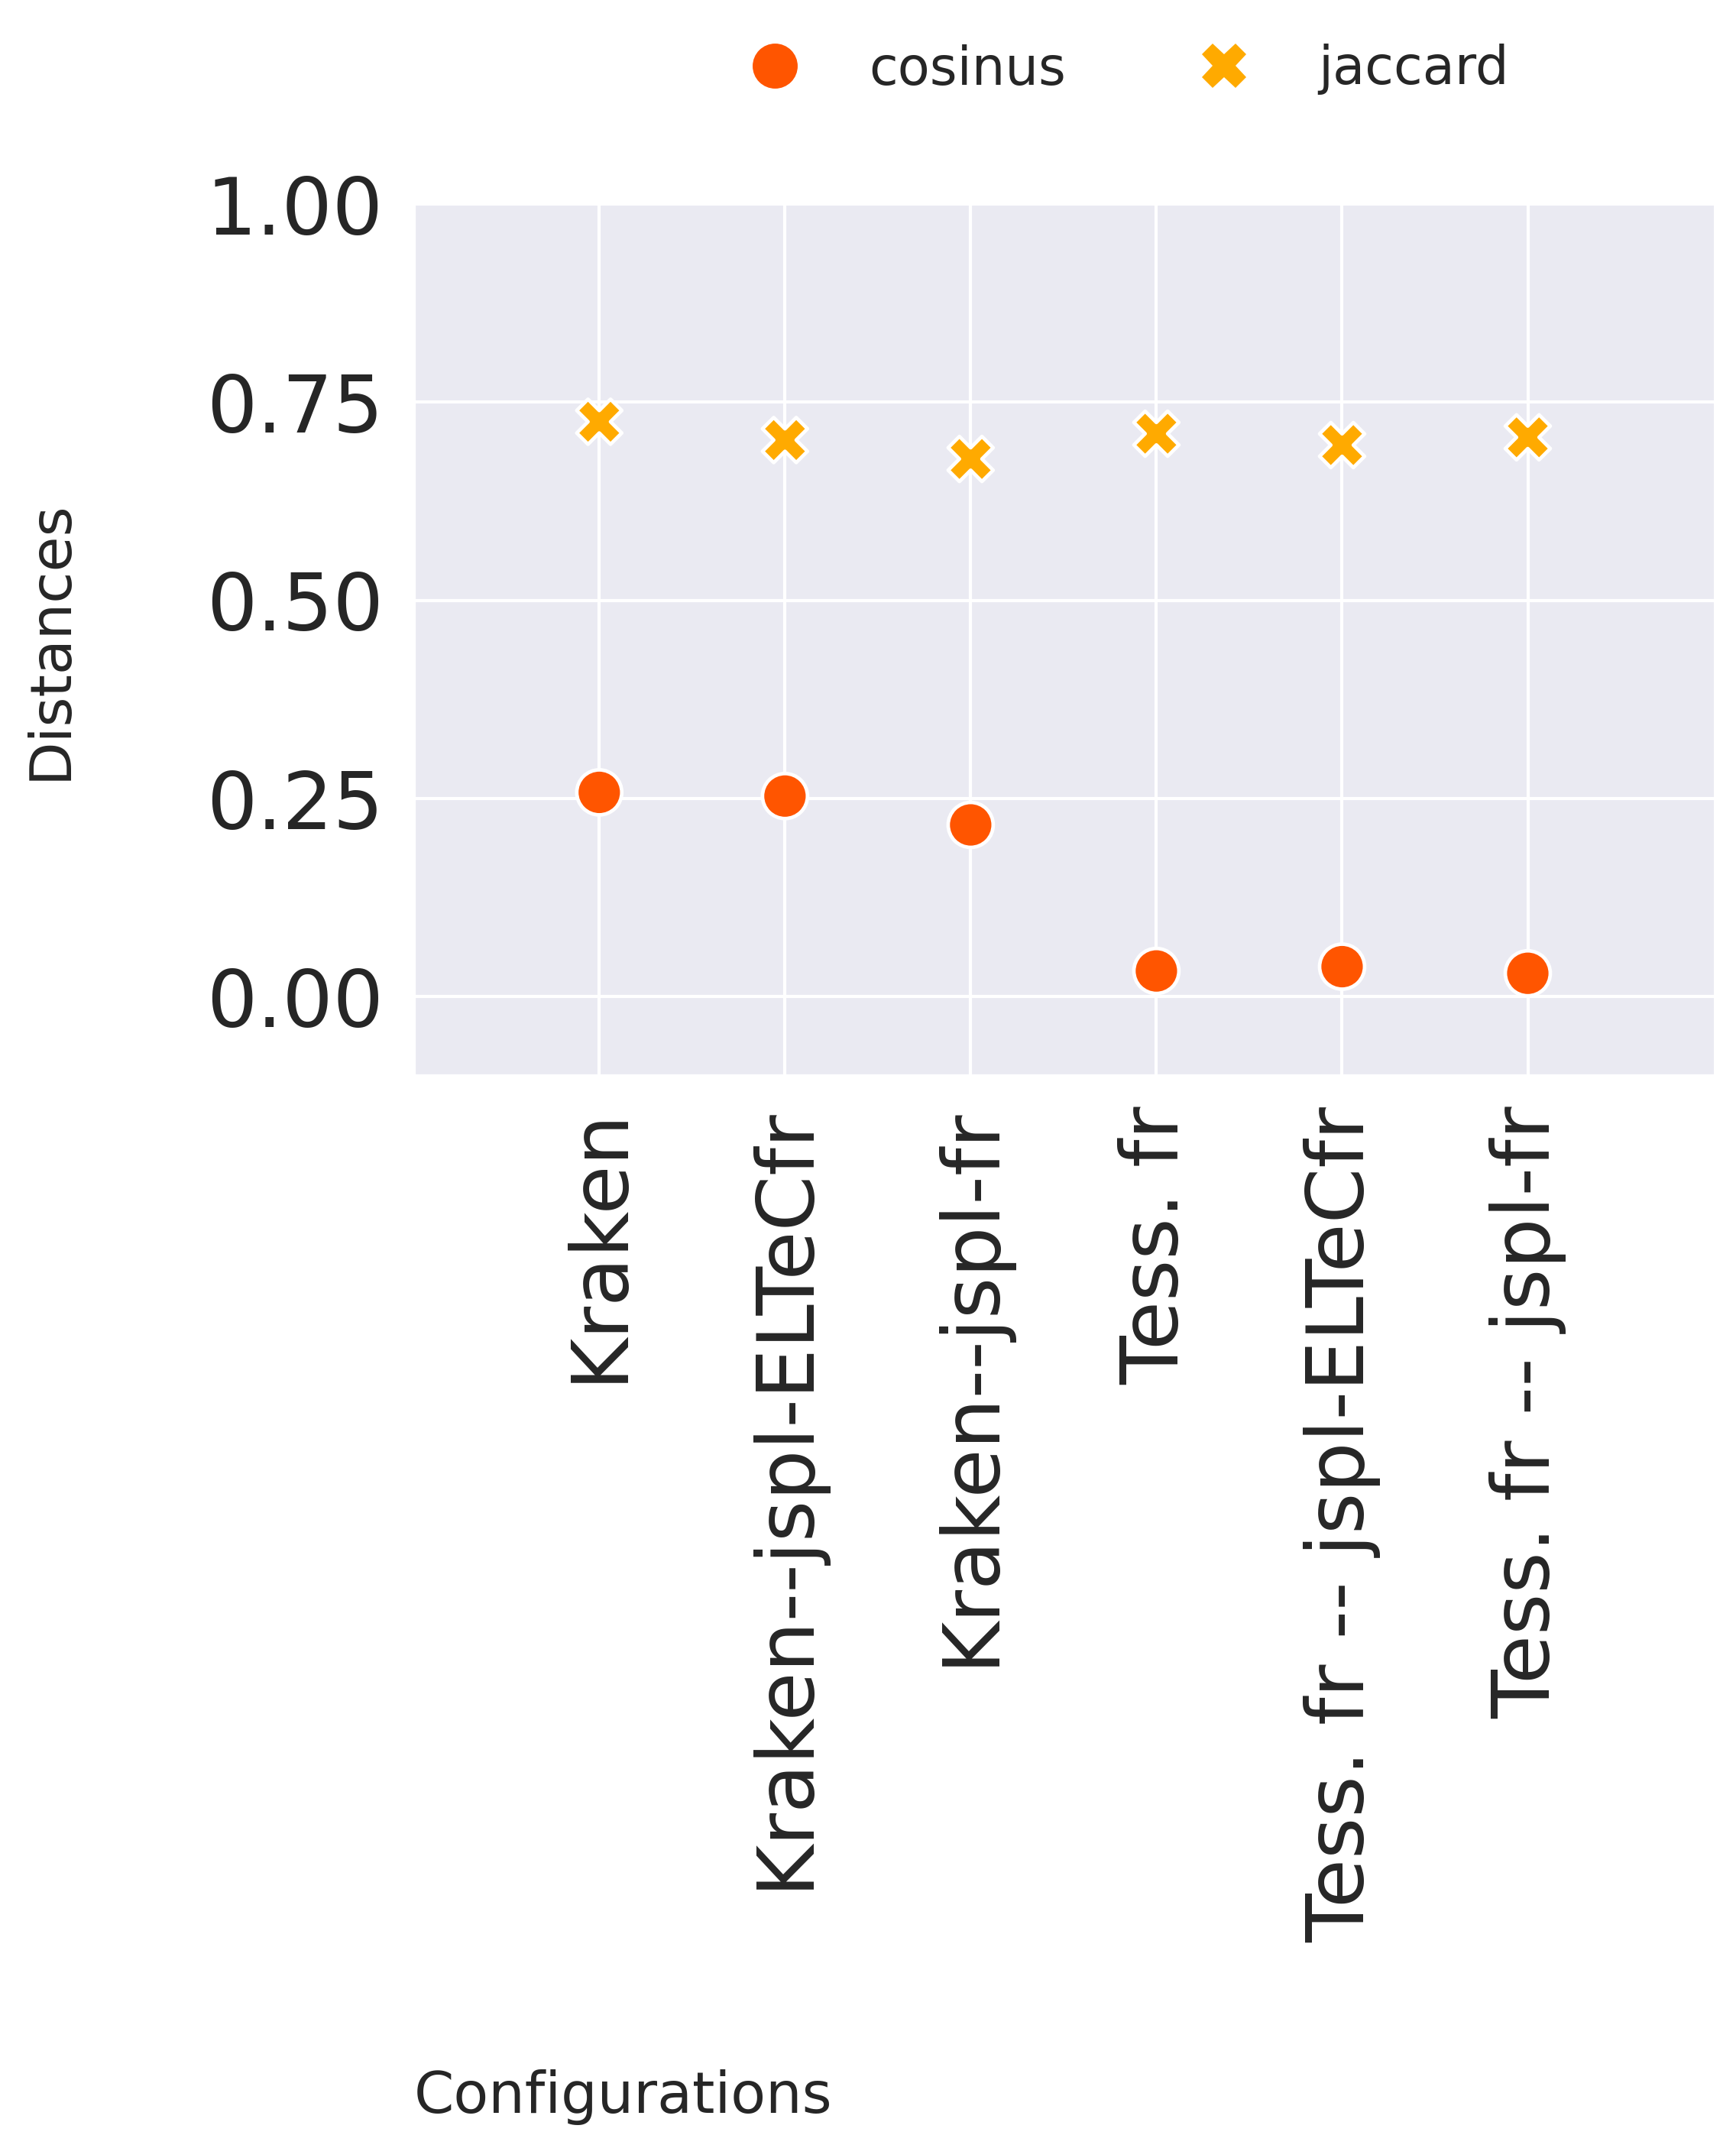 cosinus jaccard
1.00
0.75
0.50
0.25
0.00
Distances
Kraken
Kraken--jspl-ELTeCfr
Kraken--jspl-fr
Tess. fr
Tess. fr -- jspl-ELTeCfr
Tess. fr -- jspl-fr
Configurations